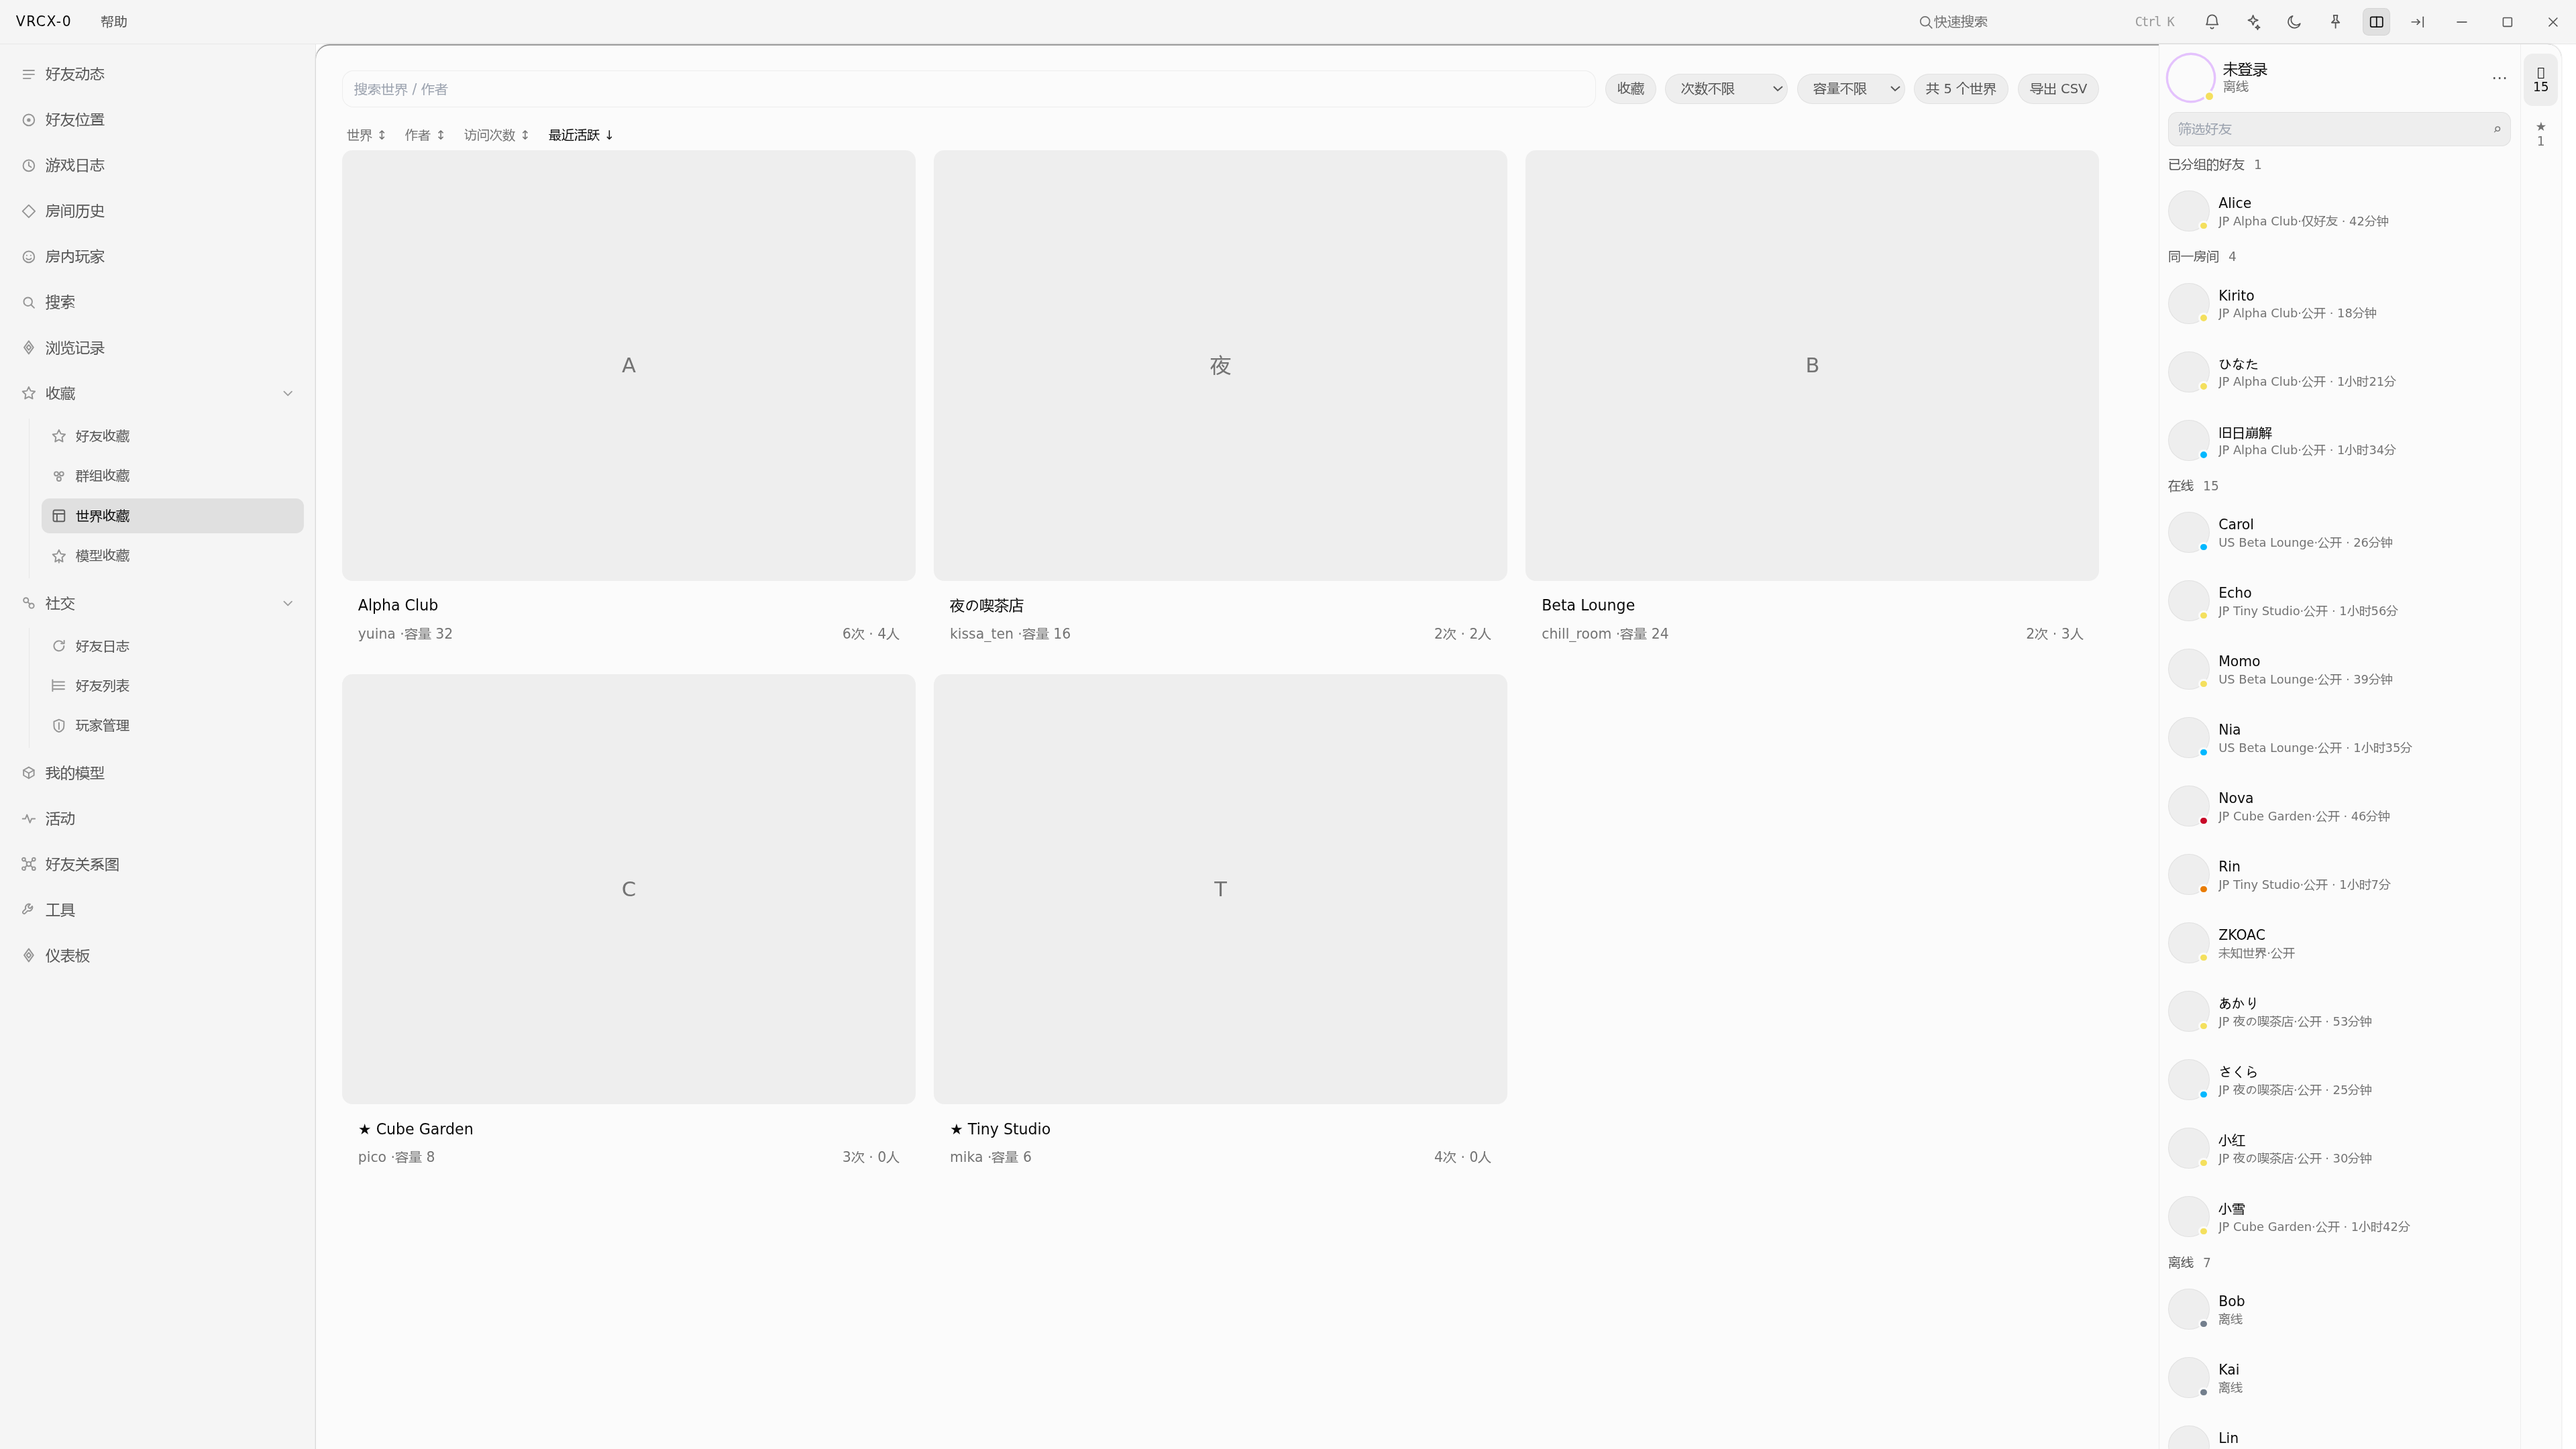 VRCX-0 帮助 快速搜索 Ctrl K
好友动态
好友位置
游戏日志
房间历史
房内玩家
搜索
浏览记录
收藏
好友收藏
群组收藏
世界收藏
模型收藏
社交
好友日志
好友列表
玩家管理
我的模型
活动
好友关系图
工具
仪表板
搜索世界 / 作者 收藏 次数不限 容量不限 共 5 个世界 导出 CSV
世界 ↕ 作者 ↕ 访问次数 ↕ 最近活跃 ↓
A
Alpha Club
yuina ·容量 32 6次 · 4人
夜
夜の喫茶店
kissa_ten ·容量 16 2次 · 2人
B
Beta Lounge
chill_room ·容量 24 2次 · 3人
C
★ Cube Garden
pico ·容量 8 3次 · 0人
T
★ Tiny Studio
mika ·容量 6 4次 · 0人
未登录
离线
…
筛选好友
已分组的好友 1
Alice
JP Alpha Club·仅好友 · 42分钟
同一房间 4
Kirito
JP Alpha Club·公开 · 18分钟
ひなた
JP Alpha Club·公开 · 1小时21分
旧日崩解
JP Alpha Club·公开 · 1小时34分
在线 15
Carol
US Beta Lounge·公开 · 26分钟
Echo
JP Tiny Studio·公开 · 1小时56分
Momo
US Beta Lounge·公开 · 39分钟
Nia
US Beta Lounge·公开 · 1小时35分
Nova
JP Cube Garden·公开 · 46分钟
Rin
JP Tiny Studio·公开 · 1小时7分
ZKOAC
未知世界·公开
あかり
JP 夜の喫茶店·公开 · 53分钟
さくら
JP 夜の喫茶店·公开 · 25分钟
小红
JP 夜の喫茶店·公开 · 30分钟
小雪
JP Cube Garden·公开 · 1小时42分
离线 7
Bob
离线
Kai
离线
Lin
15
★
1